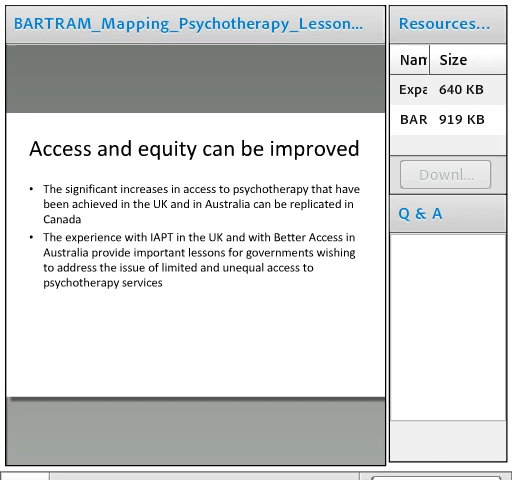 BARTRAM_Mapping_Psychotherapy_Lesson...
Access and equity can be improved
• The significant increases in access to psychotherapy that have
been achieved in the UK and in Australia can be replicated in
Canada
• The experience with IAPT in the UK and with Better Access in
Australia provide important lessons for governments wishing
to address the issue of limited and unequal access to
psychotherapy services
Resources...
Nam Size
Expa 640 KB
BAR 919 KB
Downl...
Q & A